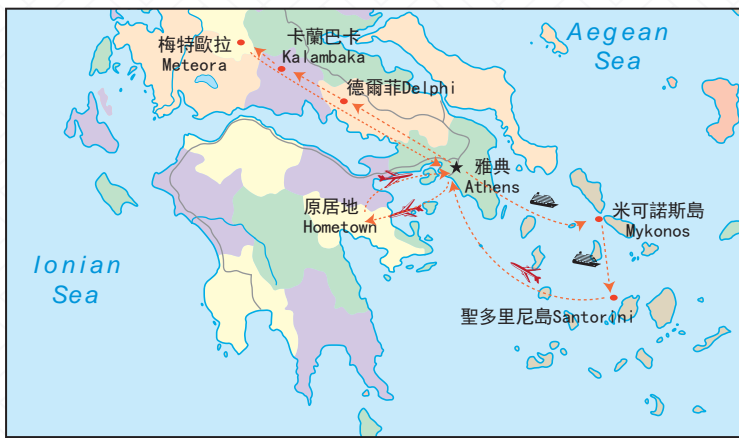 Aegean
Sea
梅特歐拉
Meteora
卡蘭巴卡
Kalambaka
德爾菲Delphi
雅典
Athens
原居地
Hometown
米可諾斯島
Mykonos
Ionian
Sea
聖多里尼島Santorini